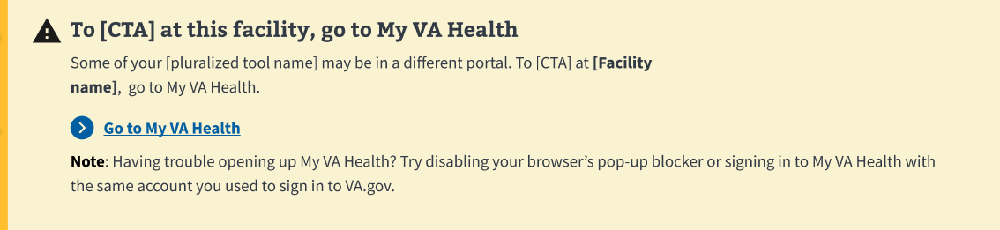 To [CTA] at this facility, go to My VA Health
Some of your [pluralized tool name] may be in a different portal. To [CTA] at [Facility
name],  go to My VA Health.
Go to My VA Health
Note: Having trouble opening up My VA Health? Try disabling your browser’s pop-up blocker or signing in to My VA Health with
the same account you used to sign in to VA.gov.